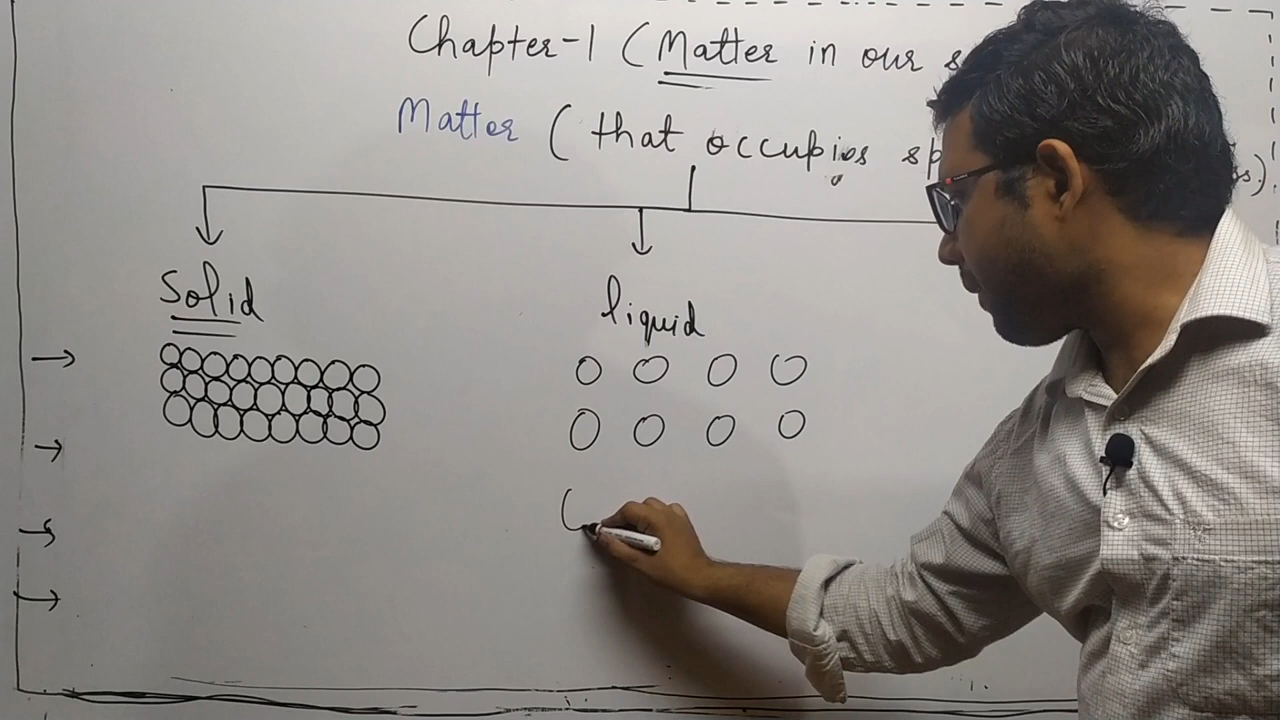 Chapter-1 (Matter in our
Matter (that occupies
Solid
liquid